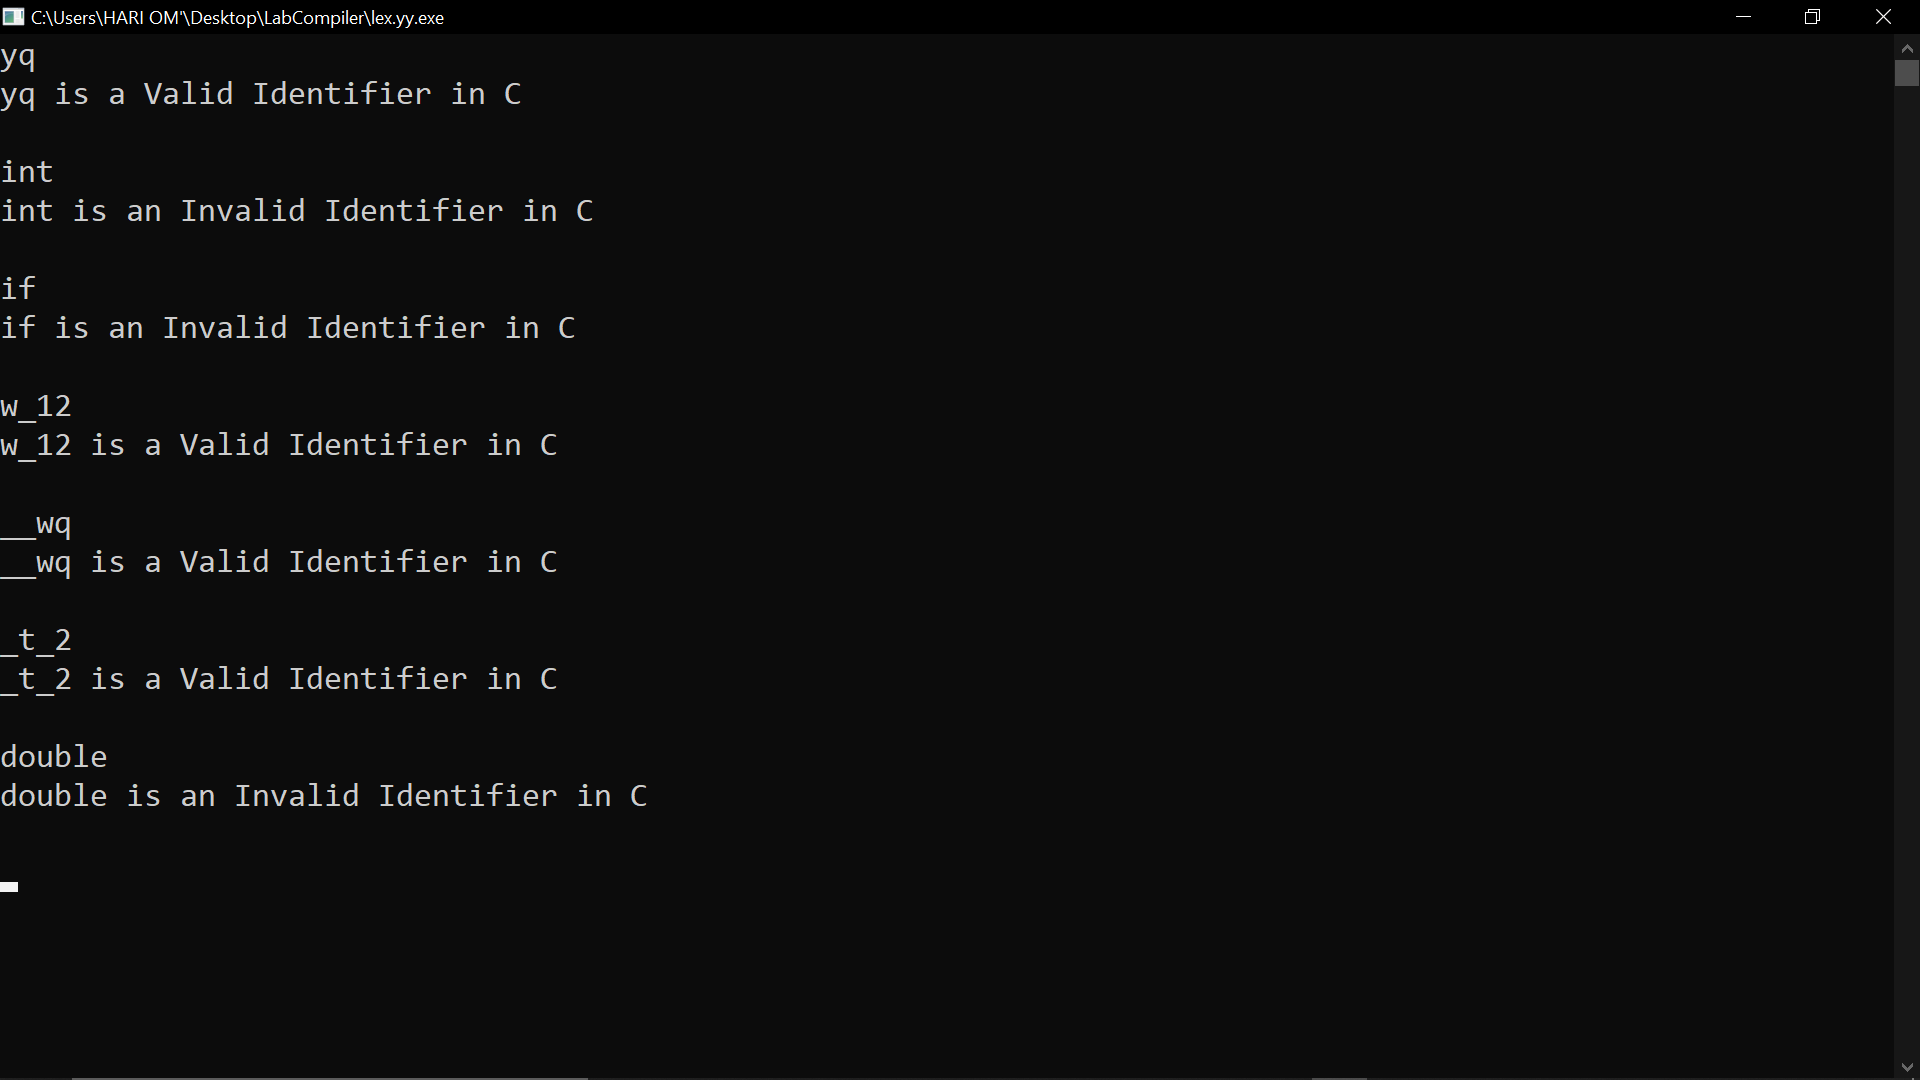 C:\Users\HARI OM'\Desktop\LabCompiler\lex.yy.exe
yq
yq is a Valid Identifier in C
int
int is an Invalid Identifier in C
if
if is an Invalid Identifier in C
w_12
w_12 is a Valid Identifier in C
__wq
__wq is a Valid Identifier in C
_t_2
_t_2 is a Valid Identifier in C
double
double is an Invalid Identifier in C